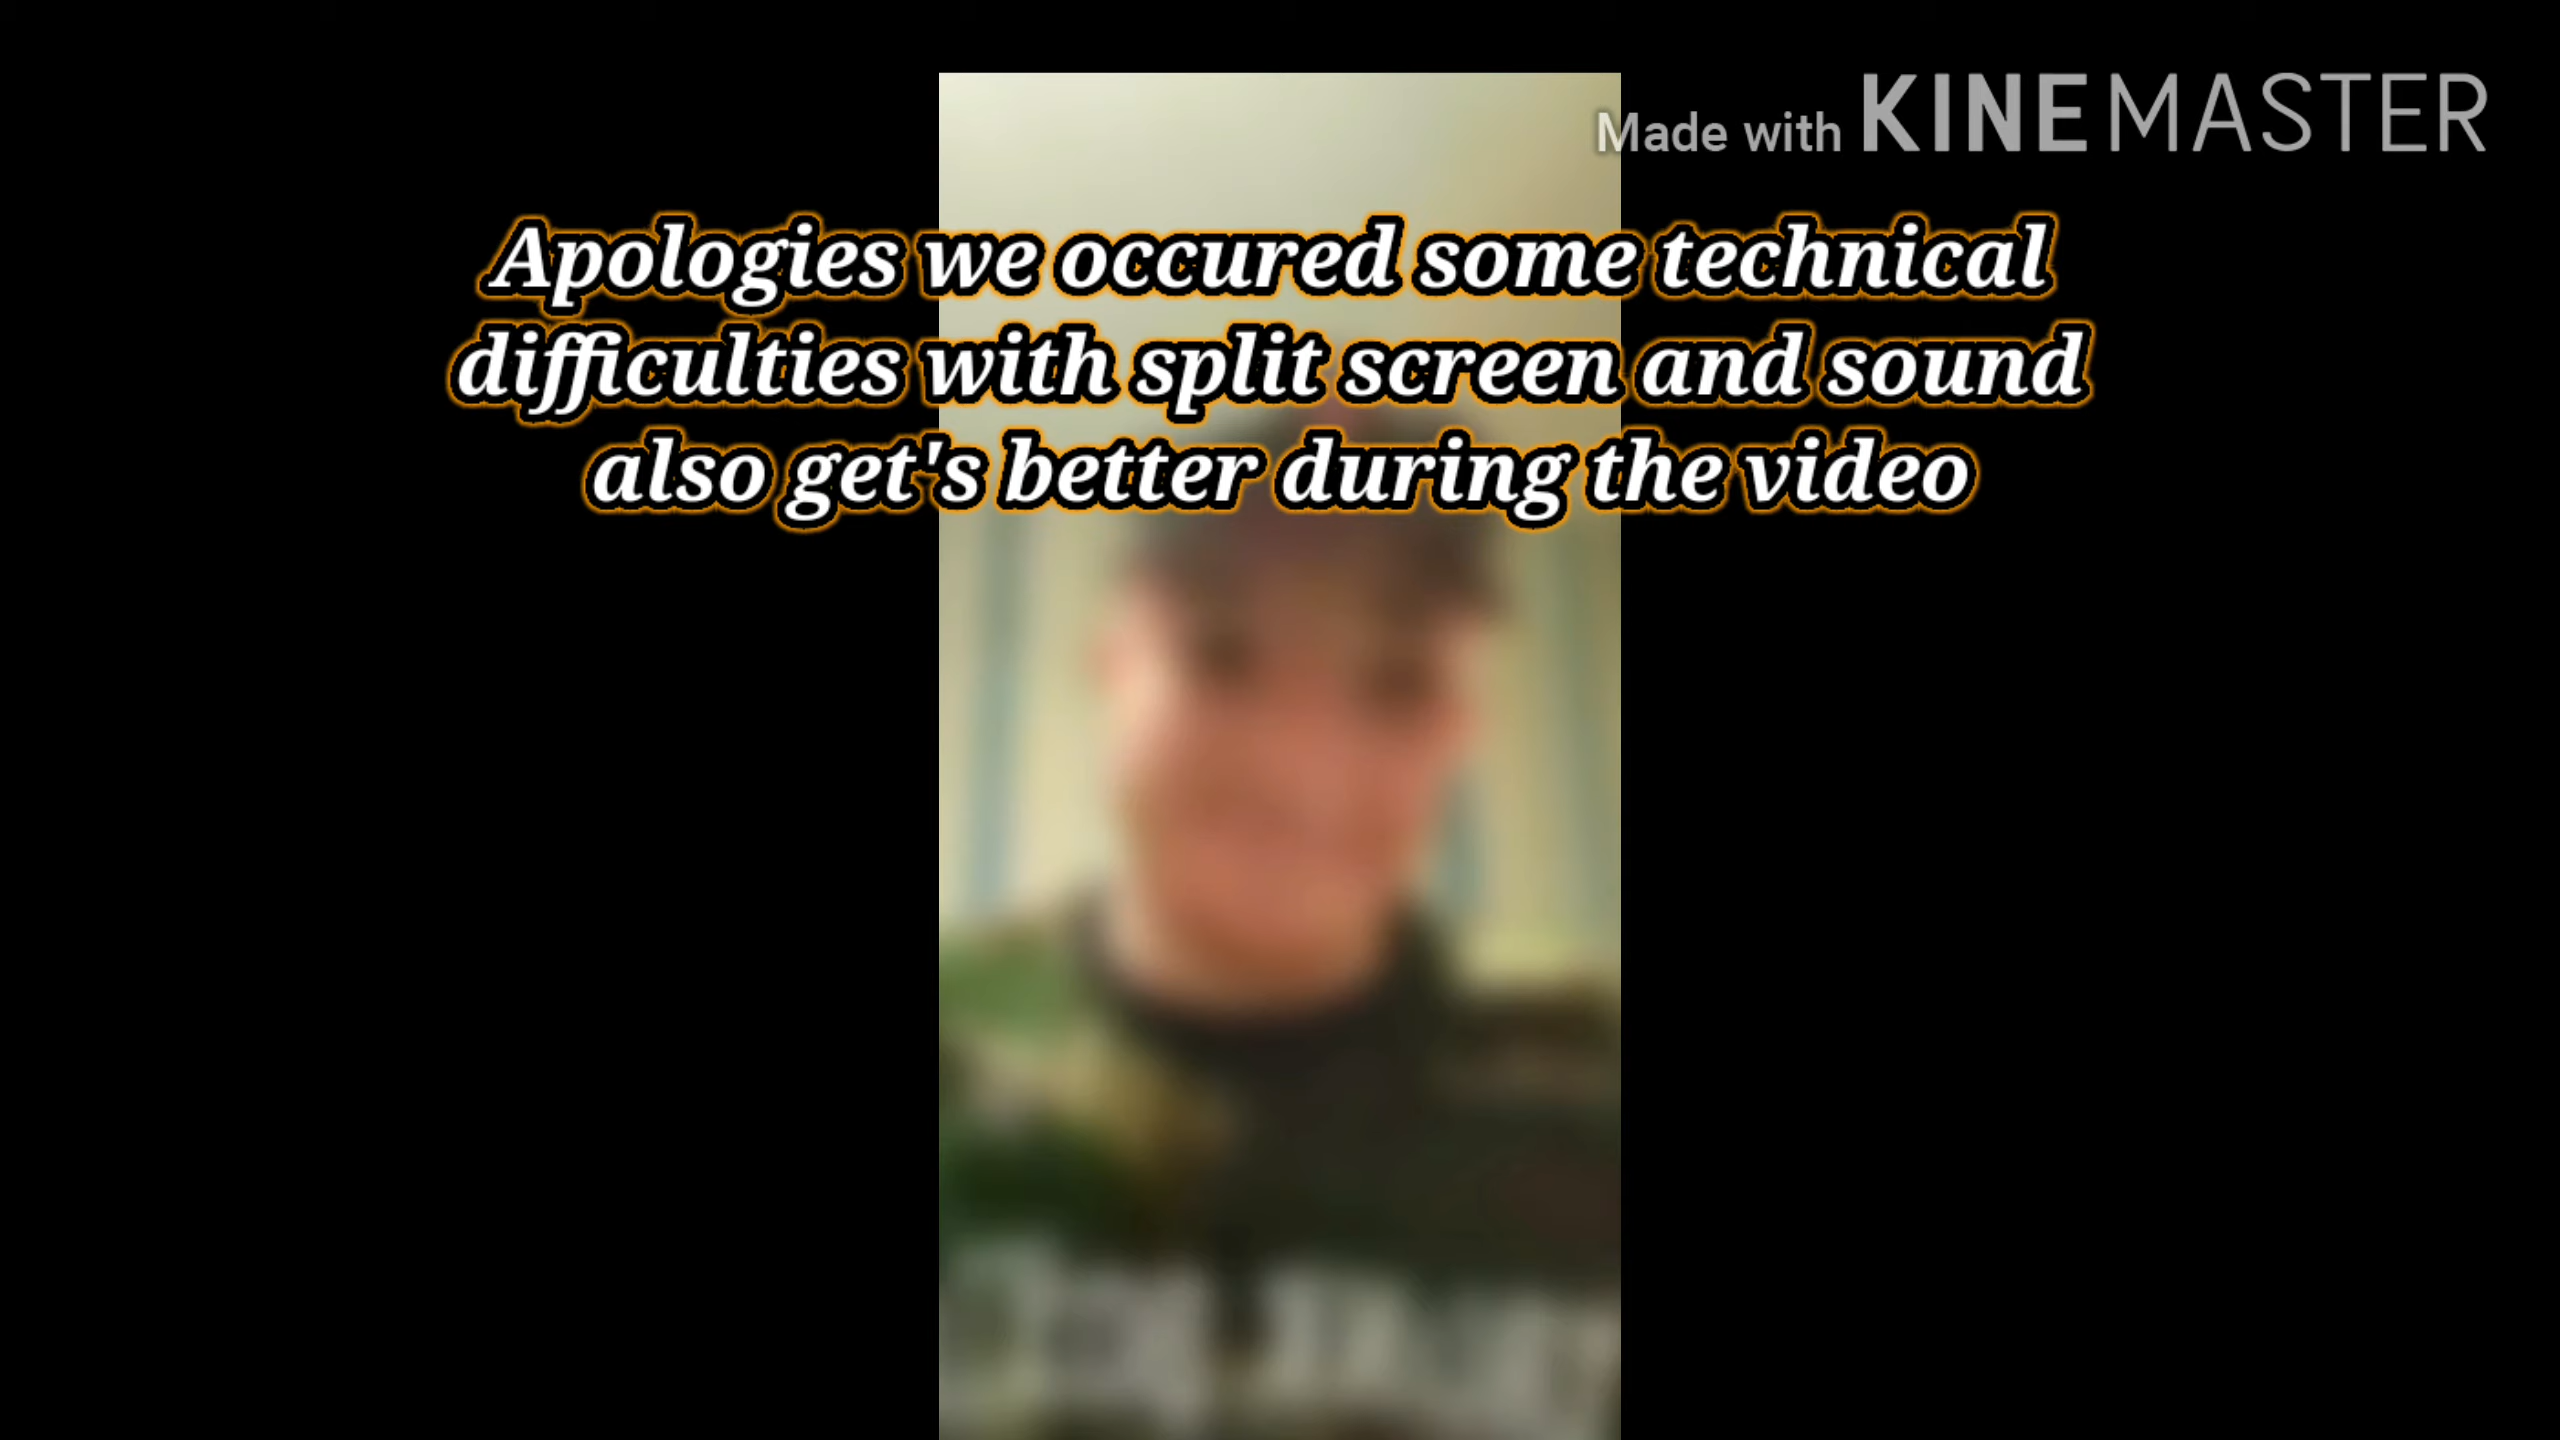 Made with KINEMASTER
Apologies we occured some technical
difficulties with split screen and sound
also get's better during the video